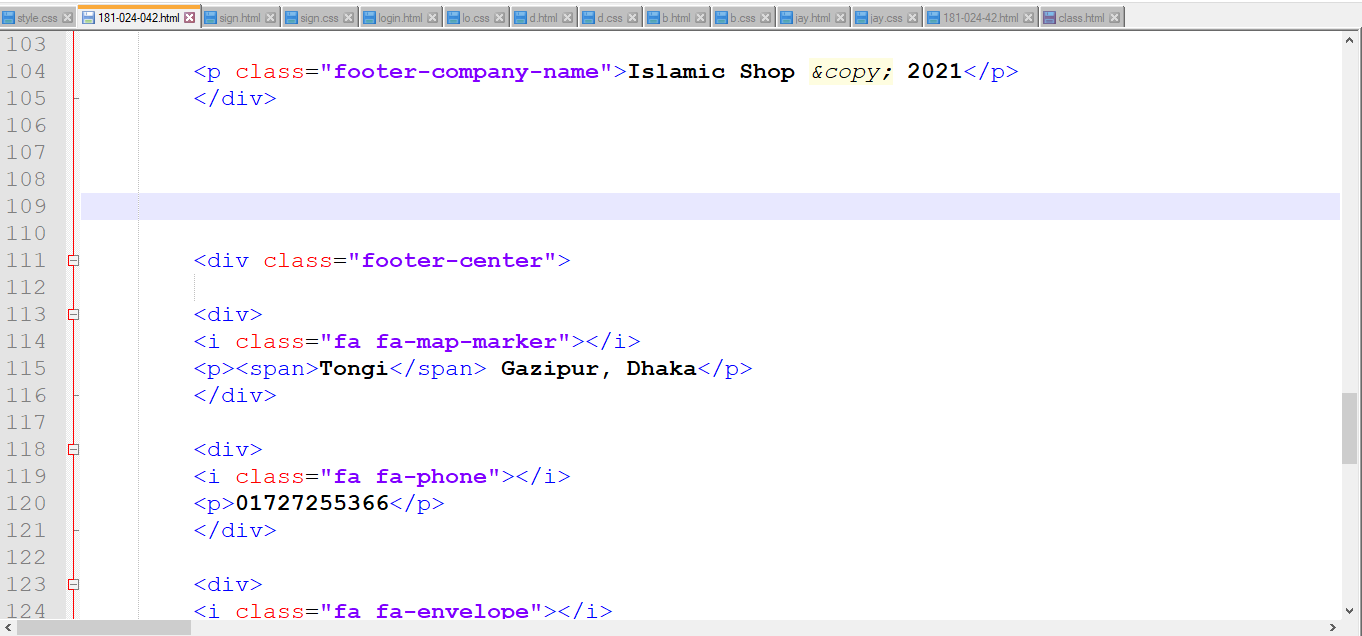 style.css 181-024-042.html sign.html sign.css login.html lo.css d.html d.css b.html b.css jay.html jay.css 181-024-42.html class.html
103
104 <p class="footer-company-name">Islamic Shop &copy; 2021</p>
105 </div>
106
107
108
109
110
111 <div class="footer-center">
112
113 <div>
114 <i class="fa fa-map-marker"></i>
115 <p><span>Tongi</span> Gazipur, Dhaka</p>
116 </div>
117
118 <div>
119 <i class="fa fa-phone"></i>
120 <p>01727255366</p>
121 </div>
122
123 <div>
124 <i class="fa fa-envelope"></i>